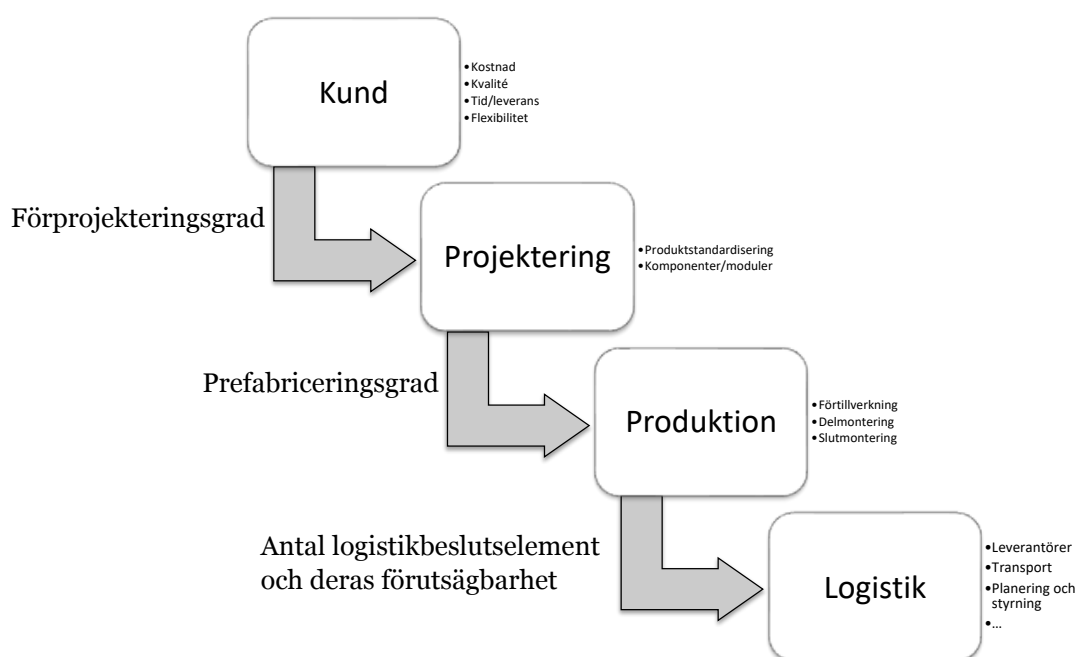 Kund
•Kostnad
•Kvalité
•Tid/leverans
•Flexibilitet
Förprojekteringsgrad
Projektering
•Produktstandardisering
•Komponenter/moduler
Prefabriceringsgrad
Produktion
•Förtillverkning
•Delmontering
•Slutmontering
Antal logistikbeslutselement
och deras förutsägbarhet
Logistik
•Leverantörer
•Transport
•Planering och
styrning
•...